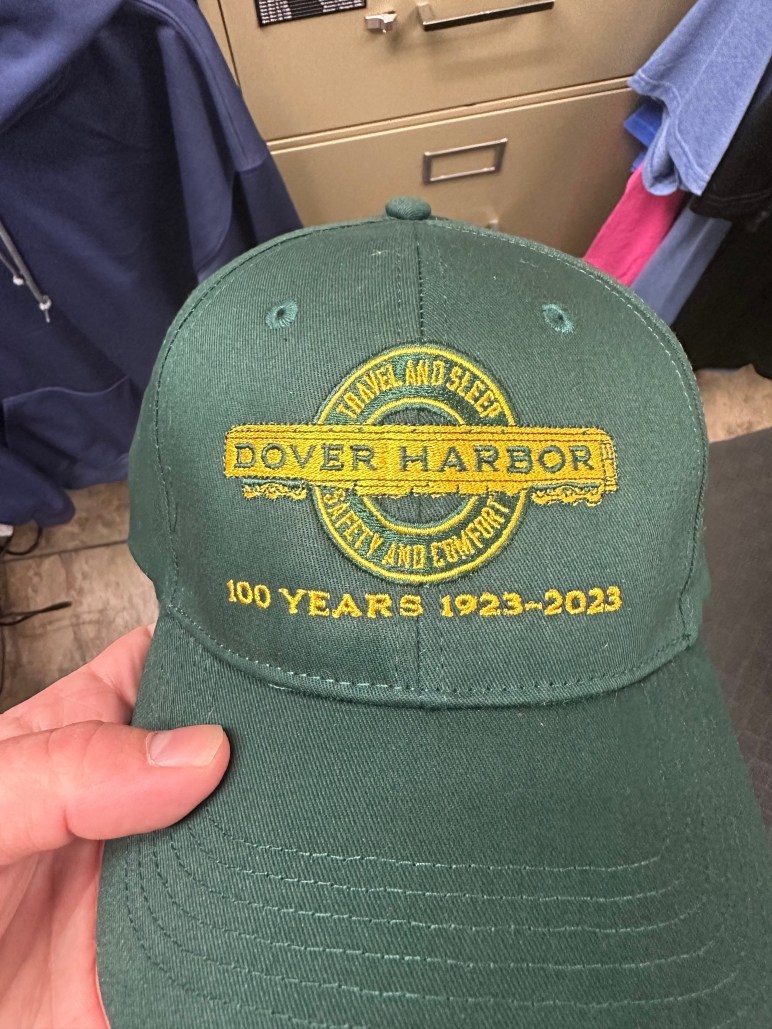 TRAVEL AND SLEEP
DOVER HARBOR
SAFETY AND COMFORT
100 YEARS 1923-2023